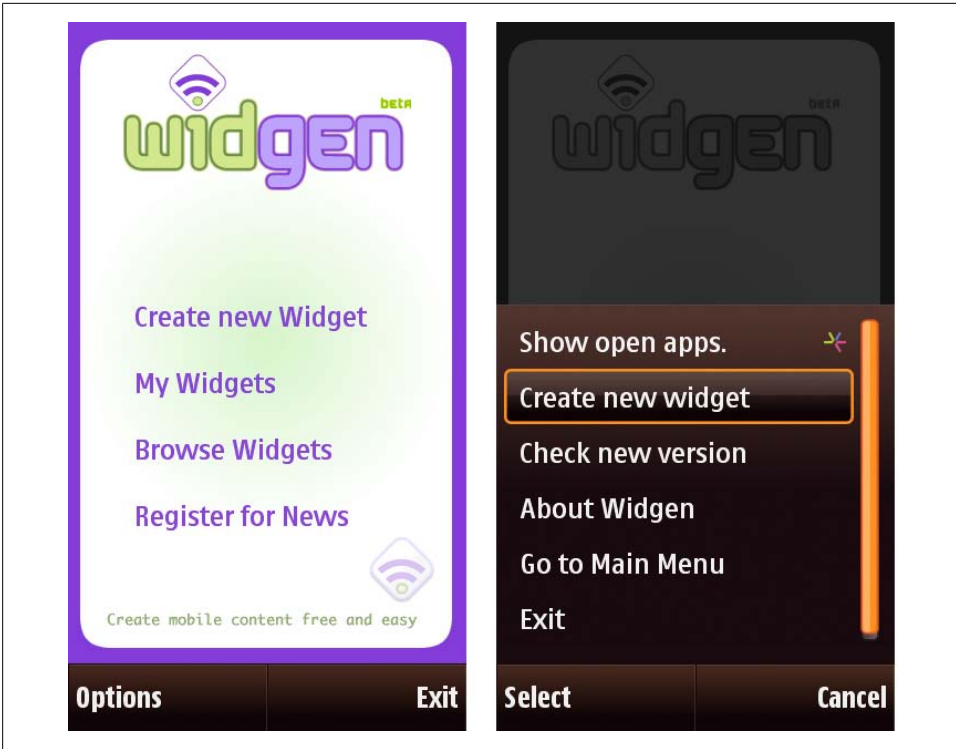 beta
widgen
Create new Widget
My Widgets
Browse Widgets
Register for News
Create mobile content free and easy
Options Exit
beta
widgen
Show open apps.
Create new widget
Check new version
About Widgen
Go to Main Menu
Exit
Select Cancel